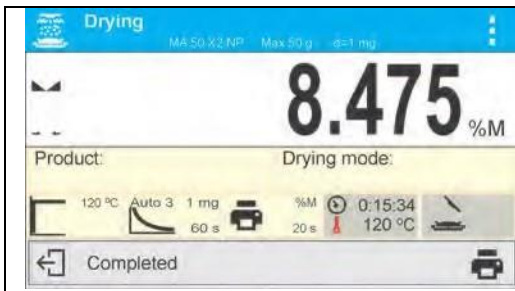 Drying
MA 50.X2.NP Max 50 g d=1 mg
8.475 %M
Product: Drying mode:
120 °C Auto 3 1 mg %M 0:15:34
60 s 20 s 120 °C
Completed